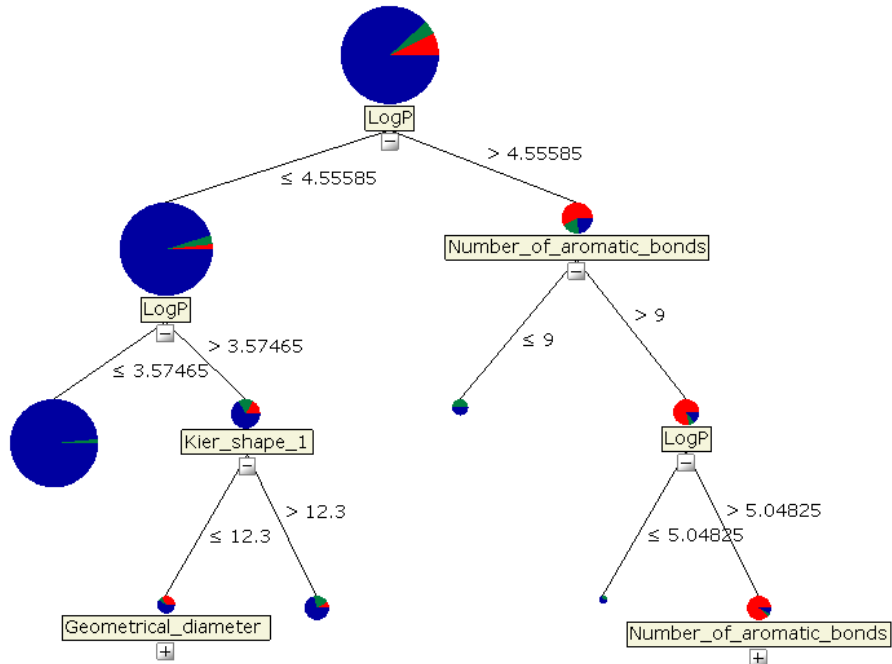 LogP
≤ 4.55585
> 4.55585
LogP
Number_of_aromatic_bonds
≤ 3.57465
> 3.57465
≤ 9
> 9
Kier_shape_1
LogP
≤ 12.3
> 12.3
≤ 5.04825
> 5.04825
Geometrical_diameter
Number_of_aromatic_bonds